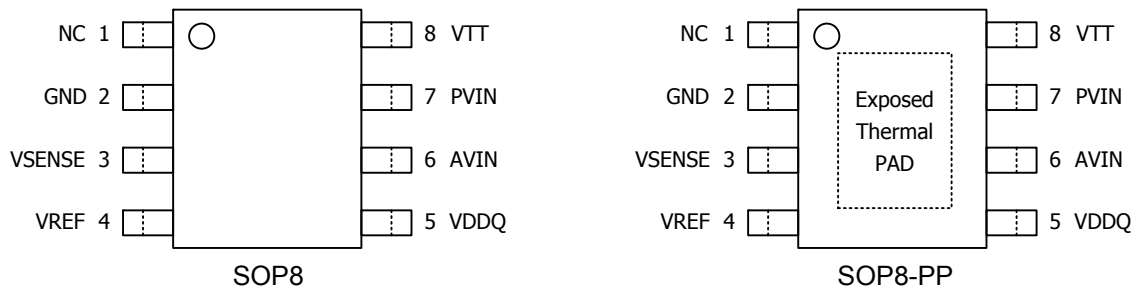 NC 1
8 VTT
GND 2
7 PVIN
VSENSE 3
6 AVIN
VREF 4
5 VDDQ
SOP8
NC 1
8 VTT
GND 2
7 PVIN
VSENSE 3
6 AVIN
VREF 4
5 VDDQ
Exposed
Thermal
PAD
SOP8-PP